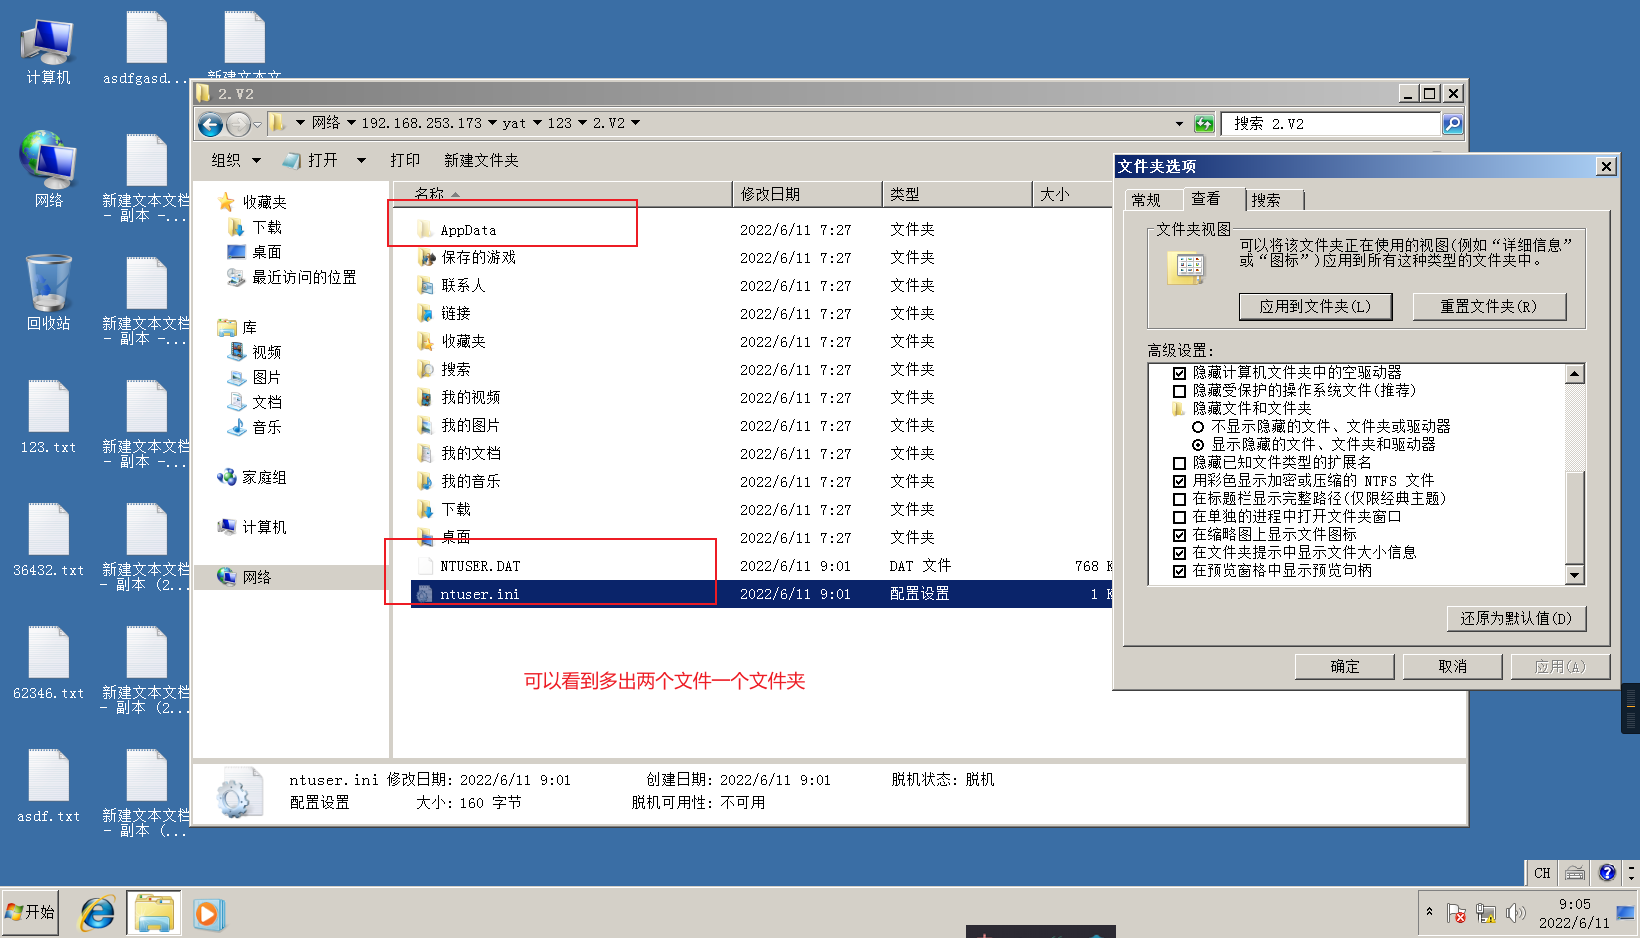 计算机
asdfgasd...
新建文本文
网络
新建文本文档
- 副本 -...
回收站
新建文本文档
- 副本 -...
123.txt
新建文本文档
- 副本 -...
36432.txt
新建文本文档
- 副本 (2...
62346.txt
新建文本文档
- 副本 (2...
asdf.txt
新建文本文档
- 副本 (...
2.V2
网络 192.168.253.173 yat 123 2.V2
搜索 2.V2
组织 打开 打印 新建文件夹
收藏夹
下载
桌面
最近访问的位置
库
视频
图片
文档
音乐
家庭组
计算机
网络
名称 修改日期 类型 大小
AppData 2022/6/11 7:27 文件夹
保存的游戏 2022/6/11 7:27 文件夹
联系人 2022/6/11 7:27 文件夹
链接 2022/6/11 7:27 文件夹
收藏夹 2022/6/11 7:27 文件夹
搜索 2022/6/11 7:27 文件夹
我的视频 2022/6/11 7:27 文件夹
我的图片 2022/6/11 7:27 文件夹
我的文档 2022/6/11 7:27 文件夹
我的音乐 2022/6/11 7:27 文件夹
下载 2022/6/11 7:27 文件夹
桌面 2022/6/11 7:27 文件夹
NTUSER.DAT 2022/6/11 9:01 DAT 文件 768 K
ntuser.ini 2022/6/11 9:01 配置设置 1 K
可以看到多出两个文件一个文件夹
ntuser.ini 修改日期: 2022/6/11 9:01 创建日期: 2022/6/11 9:01 脱机状态: 脱机
配置设置 大小: 160 字节 脱机可用性: 不可用
文件夹选项
常规 查看 搜索
文件夹视图
可以将该文件夹正在使用的视图(例如“详细信息”
或“图标”)应用到所有这种类型的文件夹中。
应用到文件夹(L) 重置文件夹(R)
高级设置:
隐藏计算机文件夹中的空驱动器
隐藏受保护的操作系统文件(推荐)
隐藏文件和文件夹
不显示隐藏的文件、文件夹或驱动器
显示隐藏的文件、文件夹和驱动器
隐藏已知文件类型的扩展名
用彩色显示加密或压缩的 NTFS 文件
在标题栏显示完整路径(仅限经典主题)
在单独的进程中打开文件夹窗口
在缩略图上显示文件图标
在文件夹提示中显示文件大小信息
在预览窗格中显示预览句柄
还原为默认值(D)
确定 取消 应用(A)
CH
开始
9:05
2022/6/11